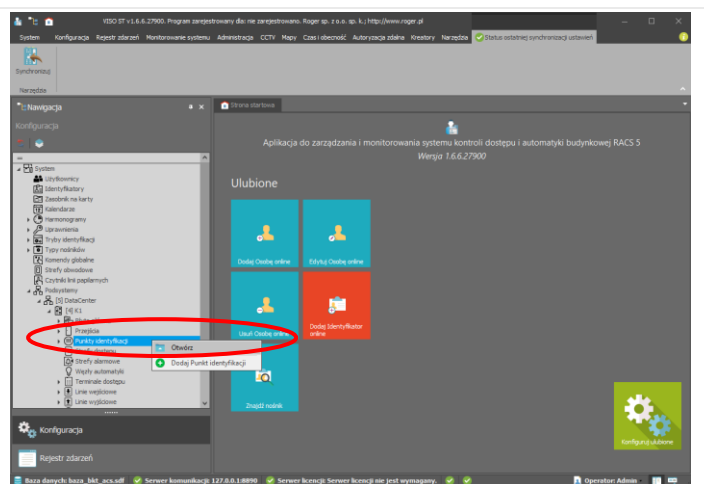 VISO ST v1.6.6.27900. Program zarejestrowany dla: nie zarejestrowano. Roger sp. z o.o. sp. k.; http://www.roger.pl
System Konfiguracja Rejestr zdarzeń Monitorowanie systemu Administracja CCTV Mapy Czas i obecność Autoryzacja zdalna Kreatory Narzędzia Status ostatniej synchronizacji ustawień
Synchronizuj
Narzędzia
Nawigacja
Strona startowa
Konfiguracja
Aplikacja do zarządzania i monitorowania systemu kontroli dostępu i automatyki budynkowej RACS 5
Wersja 1.6.6.27900
Ulubione
System
Użytkownicy
Identyfikatory
Zasobnik na karty
Kalendarze
Harmonogramy
Uprawnienia
Tryby identyfikacji
Typy nośników
Komendy globalne
Strefy obwodowe
Czytniki linii papilarnych
Podsystemy
[5] DataCenter
[4] K1
Przejścia
Punkty identyfikacji
Strefy dostępu
Strefy alarmowe
Węzły automatyki
Terminale dostępu
Linie wejściowe
Linie wyjściowe
Otwórz
Dodaj Punkt identyfikacji
Dodaj Osobę online
Edytuj Osobę online
Usuń Osobę online
Dodaj Identyfikator
online
Znajdź nośnik
Konfiguruj ulubione
Konfiguracja
Rejestr zdarzeń
Baza danych: baza_bkt_acs.sdf Serwer komunikacji: 127.0.0.1:8890 Serwer licencji: Serwer licencji nie jest wymagany. Operator: Admin